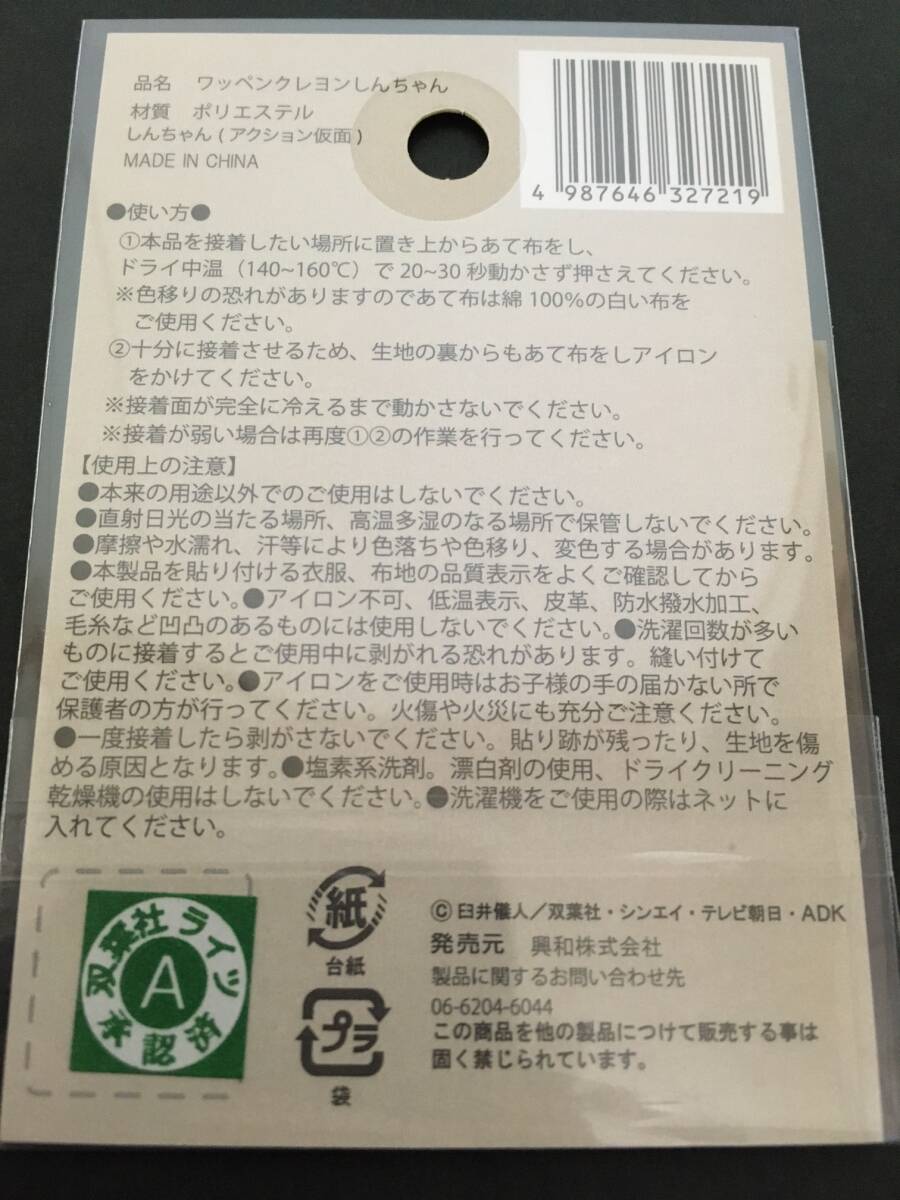 品名 ワッペンクレヨンしんちゃん
材質 ポリエステル
しんちゃん(アクション仮面)
MADE IN CHINA
4 987646 327219
●使い方●
①本品を接着したい場所に置き上からあて布をし、
ドライ中温(140~160℃)で20~30秒動かさず押さえてください。
※色移りの恐れがありますのであて布は綿100%の白い布を
ご使用ください。
②十分に接着させるため、生地の裏からもあて布をしアイロン
をかけてください。
※接着面が完全に冷えるまで動かさないでください。
※接着が弱い場合は再度①②の作業を行ってください。
【使用上の注意】
●本来の用途以外でのご使用はしないでください。
●直射日光の当たる場所、高温多湿のなる場所で保管しないでください。
●摩擦や水濡れ、汗等により色落ちや色移り、変色する場合があります。
●本製品を貼り付ける衣服、布地の品質表示をよくご確認してから
ご使用ください。●アイロン不可、低温表示、皮革、防水撥水加工、
毛糸など凹凸のあるものには使用しないでください。●洗濯回数が多い
ものに接着するとご使用中に剥がれる恐れがあります。縫い付けて
ご使用ください。●アイロンをご使用時はお子様の手の届かない所で
保護者の方が行ってください。火傷や火災にも充分ご注意ください。
●一度接着したら剥がさないでください。貼り跡が残ったり、生地を傷
める原因となります。●塩素系洗剤。漂白剤の使用、ドライクリーニング
乾燥機の使用はしないでください。●洗濯機をご使用の際はネットに
入れてください。
双葉社ライツ
A
承認
紙
台紙
プラ
袋
©臼井儀人/双葉社・シンエイ・テレビ朝日・ADK
発売元 興和株式会社
製品に関するお問い合わせ先
06-6204-6044
この商品を他の製品につけて販売する事は
固く禁じられています。